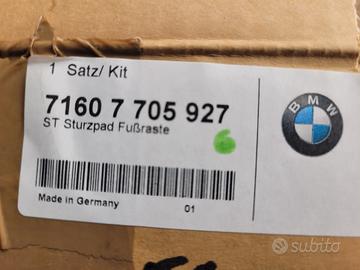 1 Satz/ Kit
7160 7 705 927
ST Sturzpad Fußraste
6
BMW
Made in Germany
01
subito